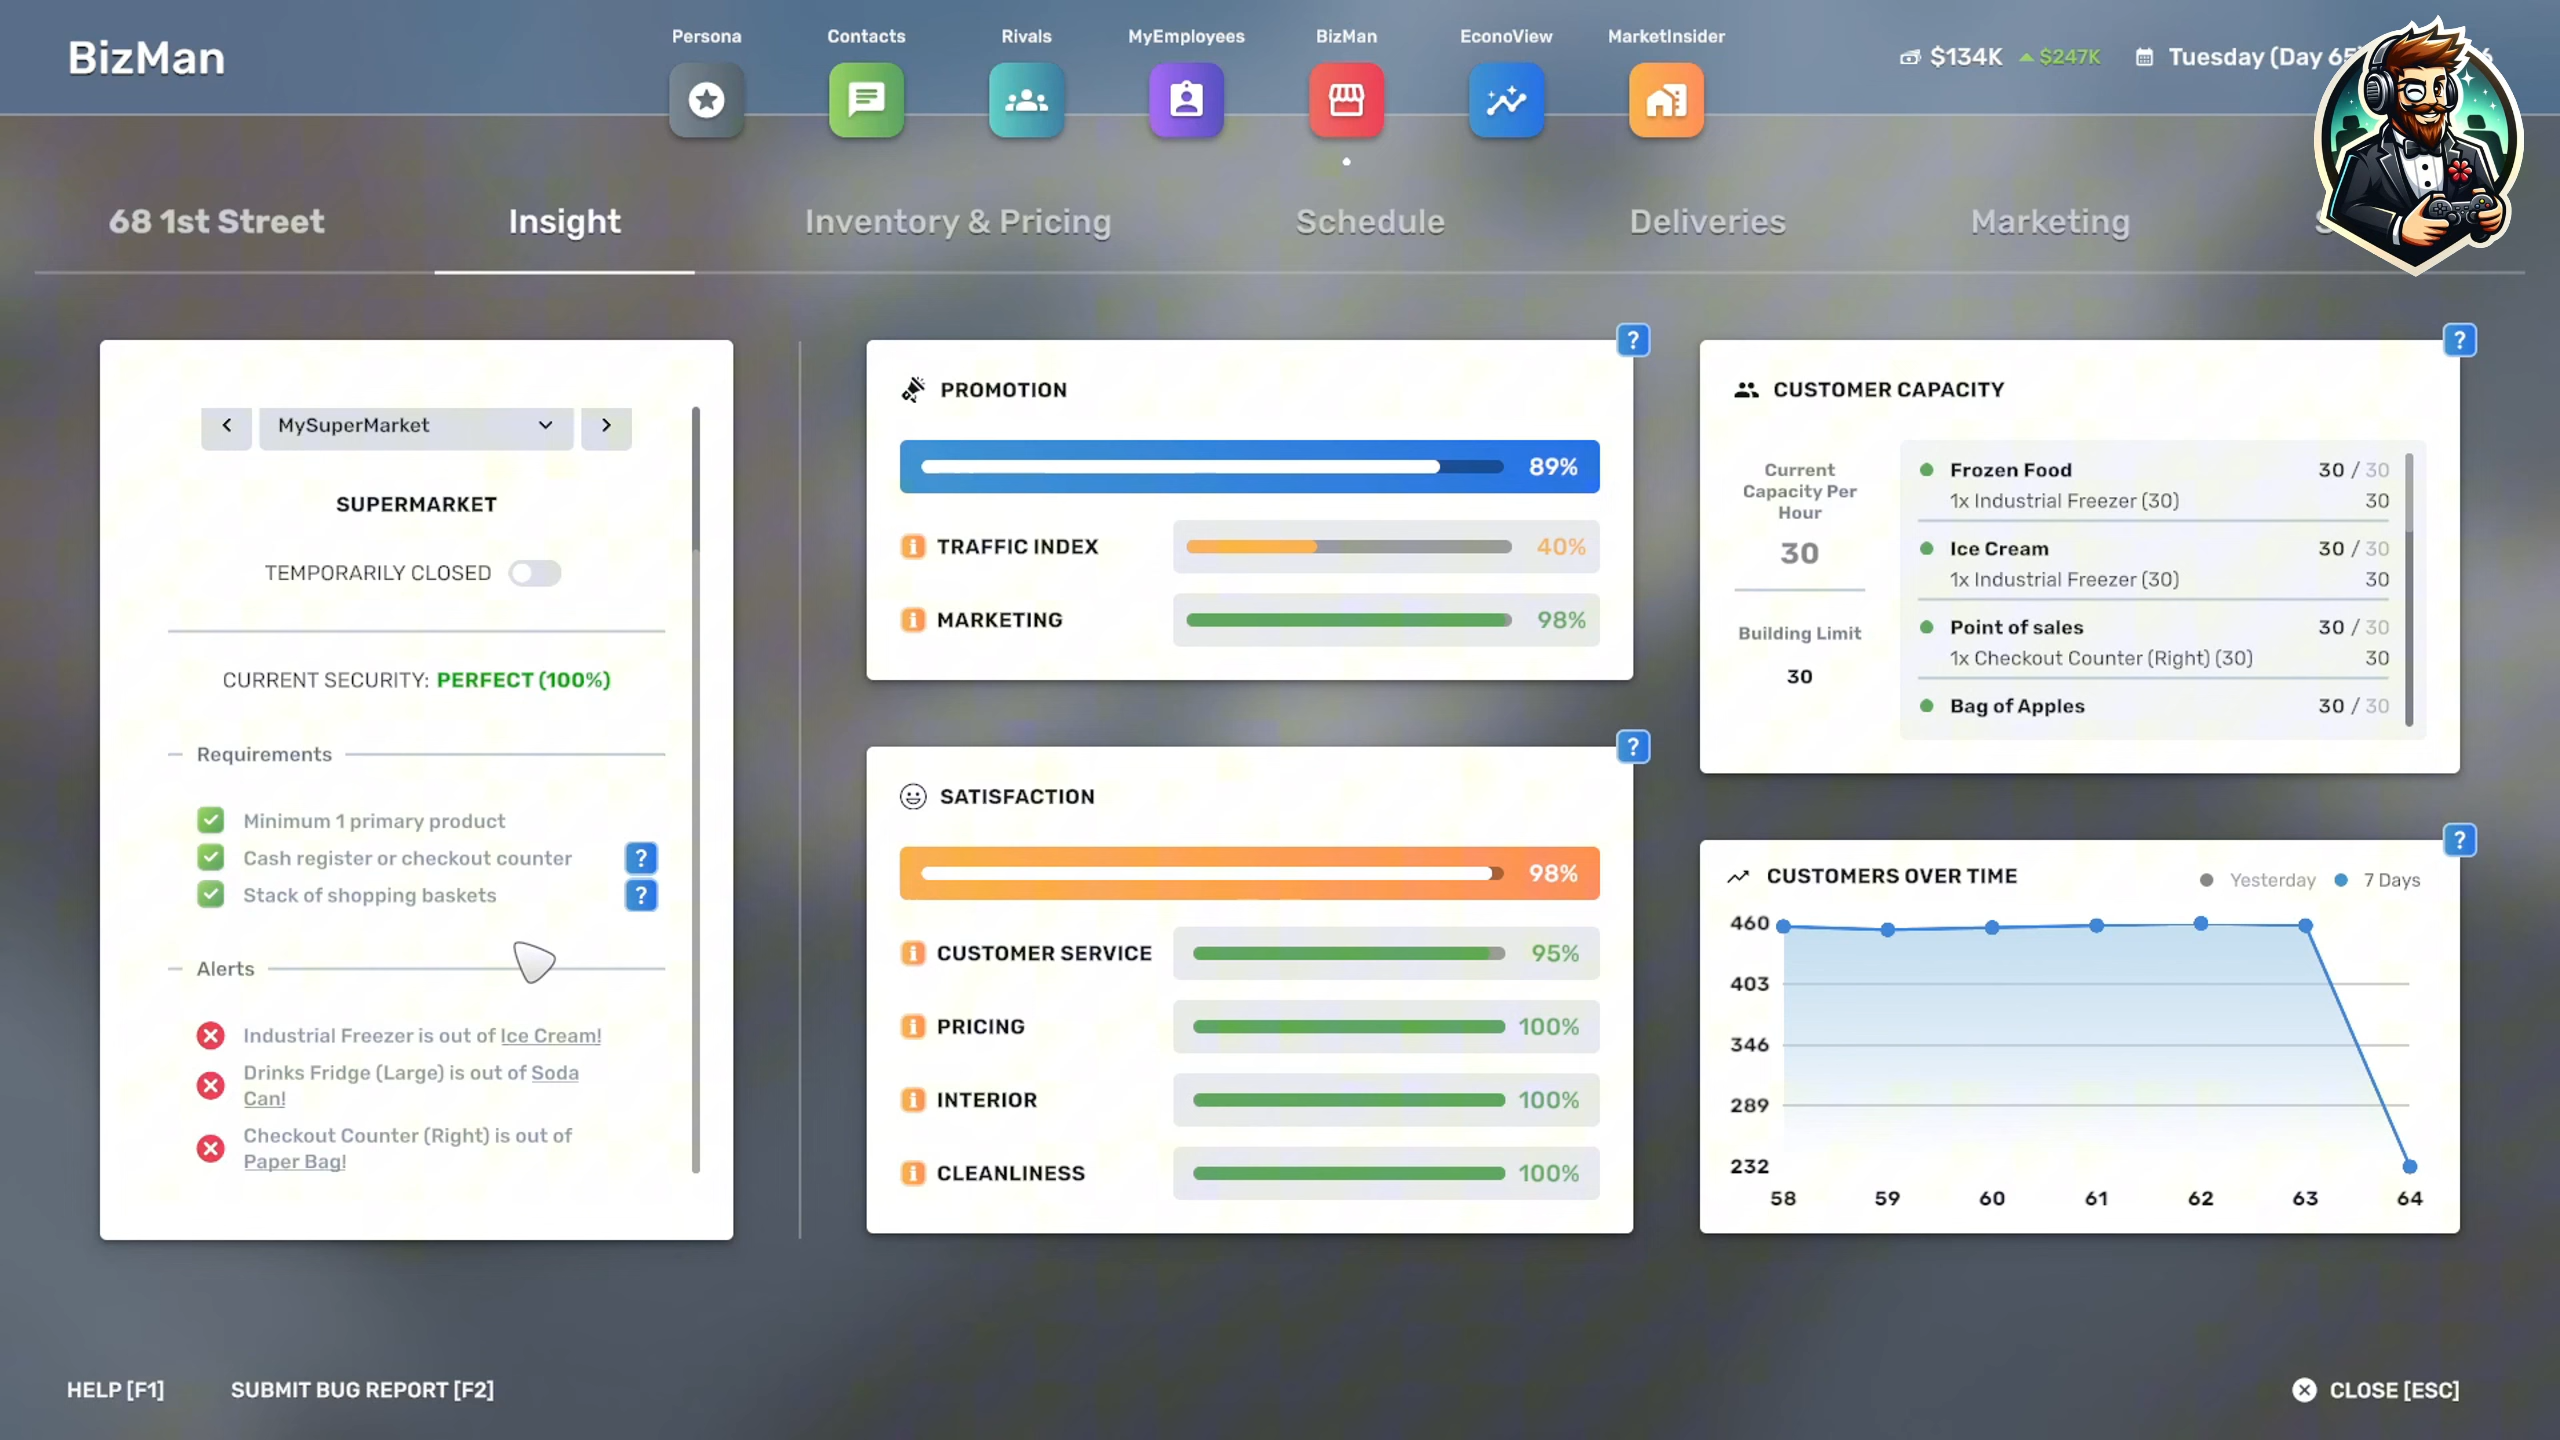 BizMan
Persona
Contacts
Rivals
MyEmployees
BizMan
EconoView
MarketInsider
$134K
$247K
Tuesday (Day 65
68 1st Street
Insight
Inventory & Pricing
Schedule
Deliveries
Marketing
MySuperMarket
SUPERMARKET
TEMPORARILY CLOSED
CURRENT SECURITY: PERFECT (100%)
Requirements
Minimum 1 primary product
Cash register or checkout counter ?
Stack of shopping baskets ?
Alerts
Industrial Freezer is out of Ice Cream!
Drinks Fridge (Large) is out of Soda
Can!
Checkout Counter (Right) is out of
Paper Bag!
?
PROMOTION
89%
TRAFFIC INDEX 40%
MARKETING 98%
?
SATISFACTION
98%
CUSTOMER SERVICE 95%
PRICING 100%
INTERIOR 100%
CLEANLINESS 100%
?
CUSTOMER CAPACITY
Current
Capacity Per
Hour
30
Building Limit
30
Frozen Food 30 / 30
1x Industrial Freezer (30) 30
Ice Cream 30 / 30
1x Industrial Freezer (30) 30
Point of sales 30 / 30
1x Checkout Counter (Right) (30) 30
Bag of Apples 30 / 30
?
CUSTOMERS OVER TIME
Yesterday 7 Days
460
403
346
289
232
58 59 60 61 62 63 64
HELP [F1]
SUBMIT BUG REPORT [F2]
CLOSE [ESC]